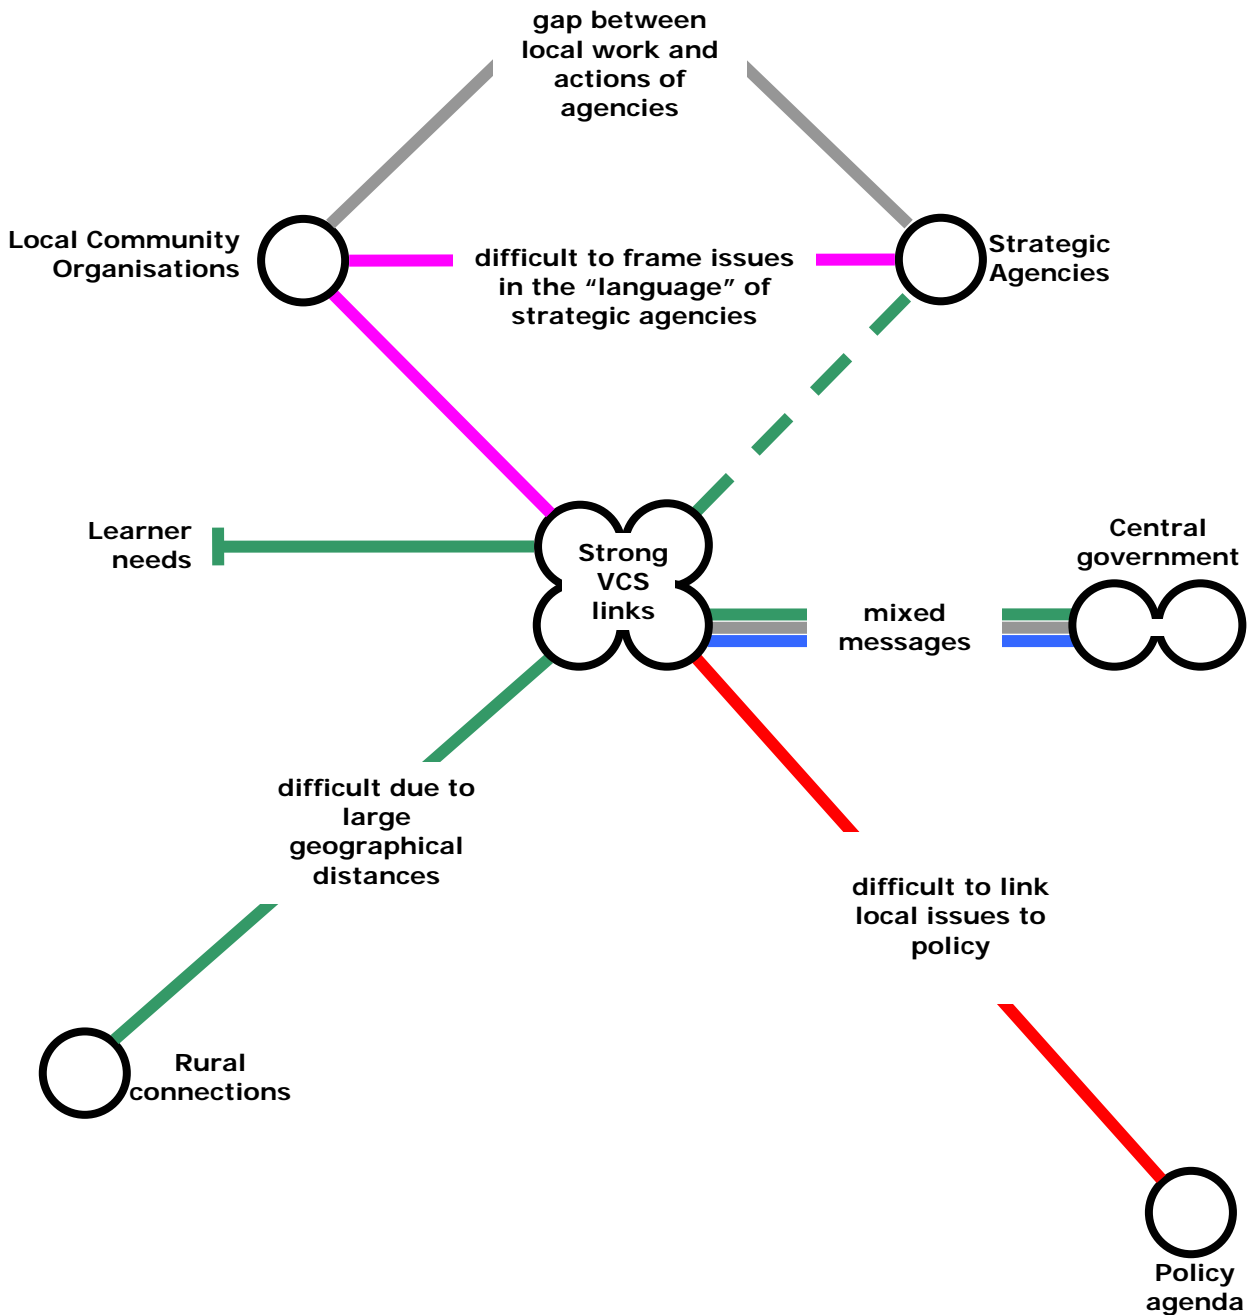 gap between
local work and
actions of
agencies
Local Community
Organisations
difficult to frame issues
in the “language” of
strategic agencies
Strategic
Agencies
Learner
needs
Strong
VCS
links
Central
government
mixed
messages
difficult due to
large
geographical
distances
difficult to link
local issues to
policy
Rural
connections
Policy
agenda